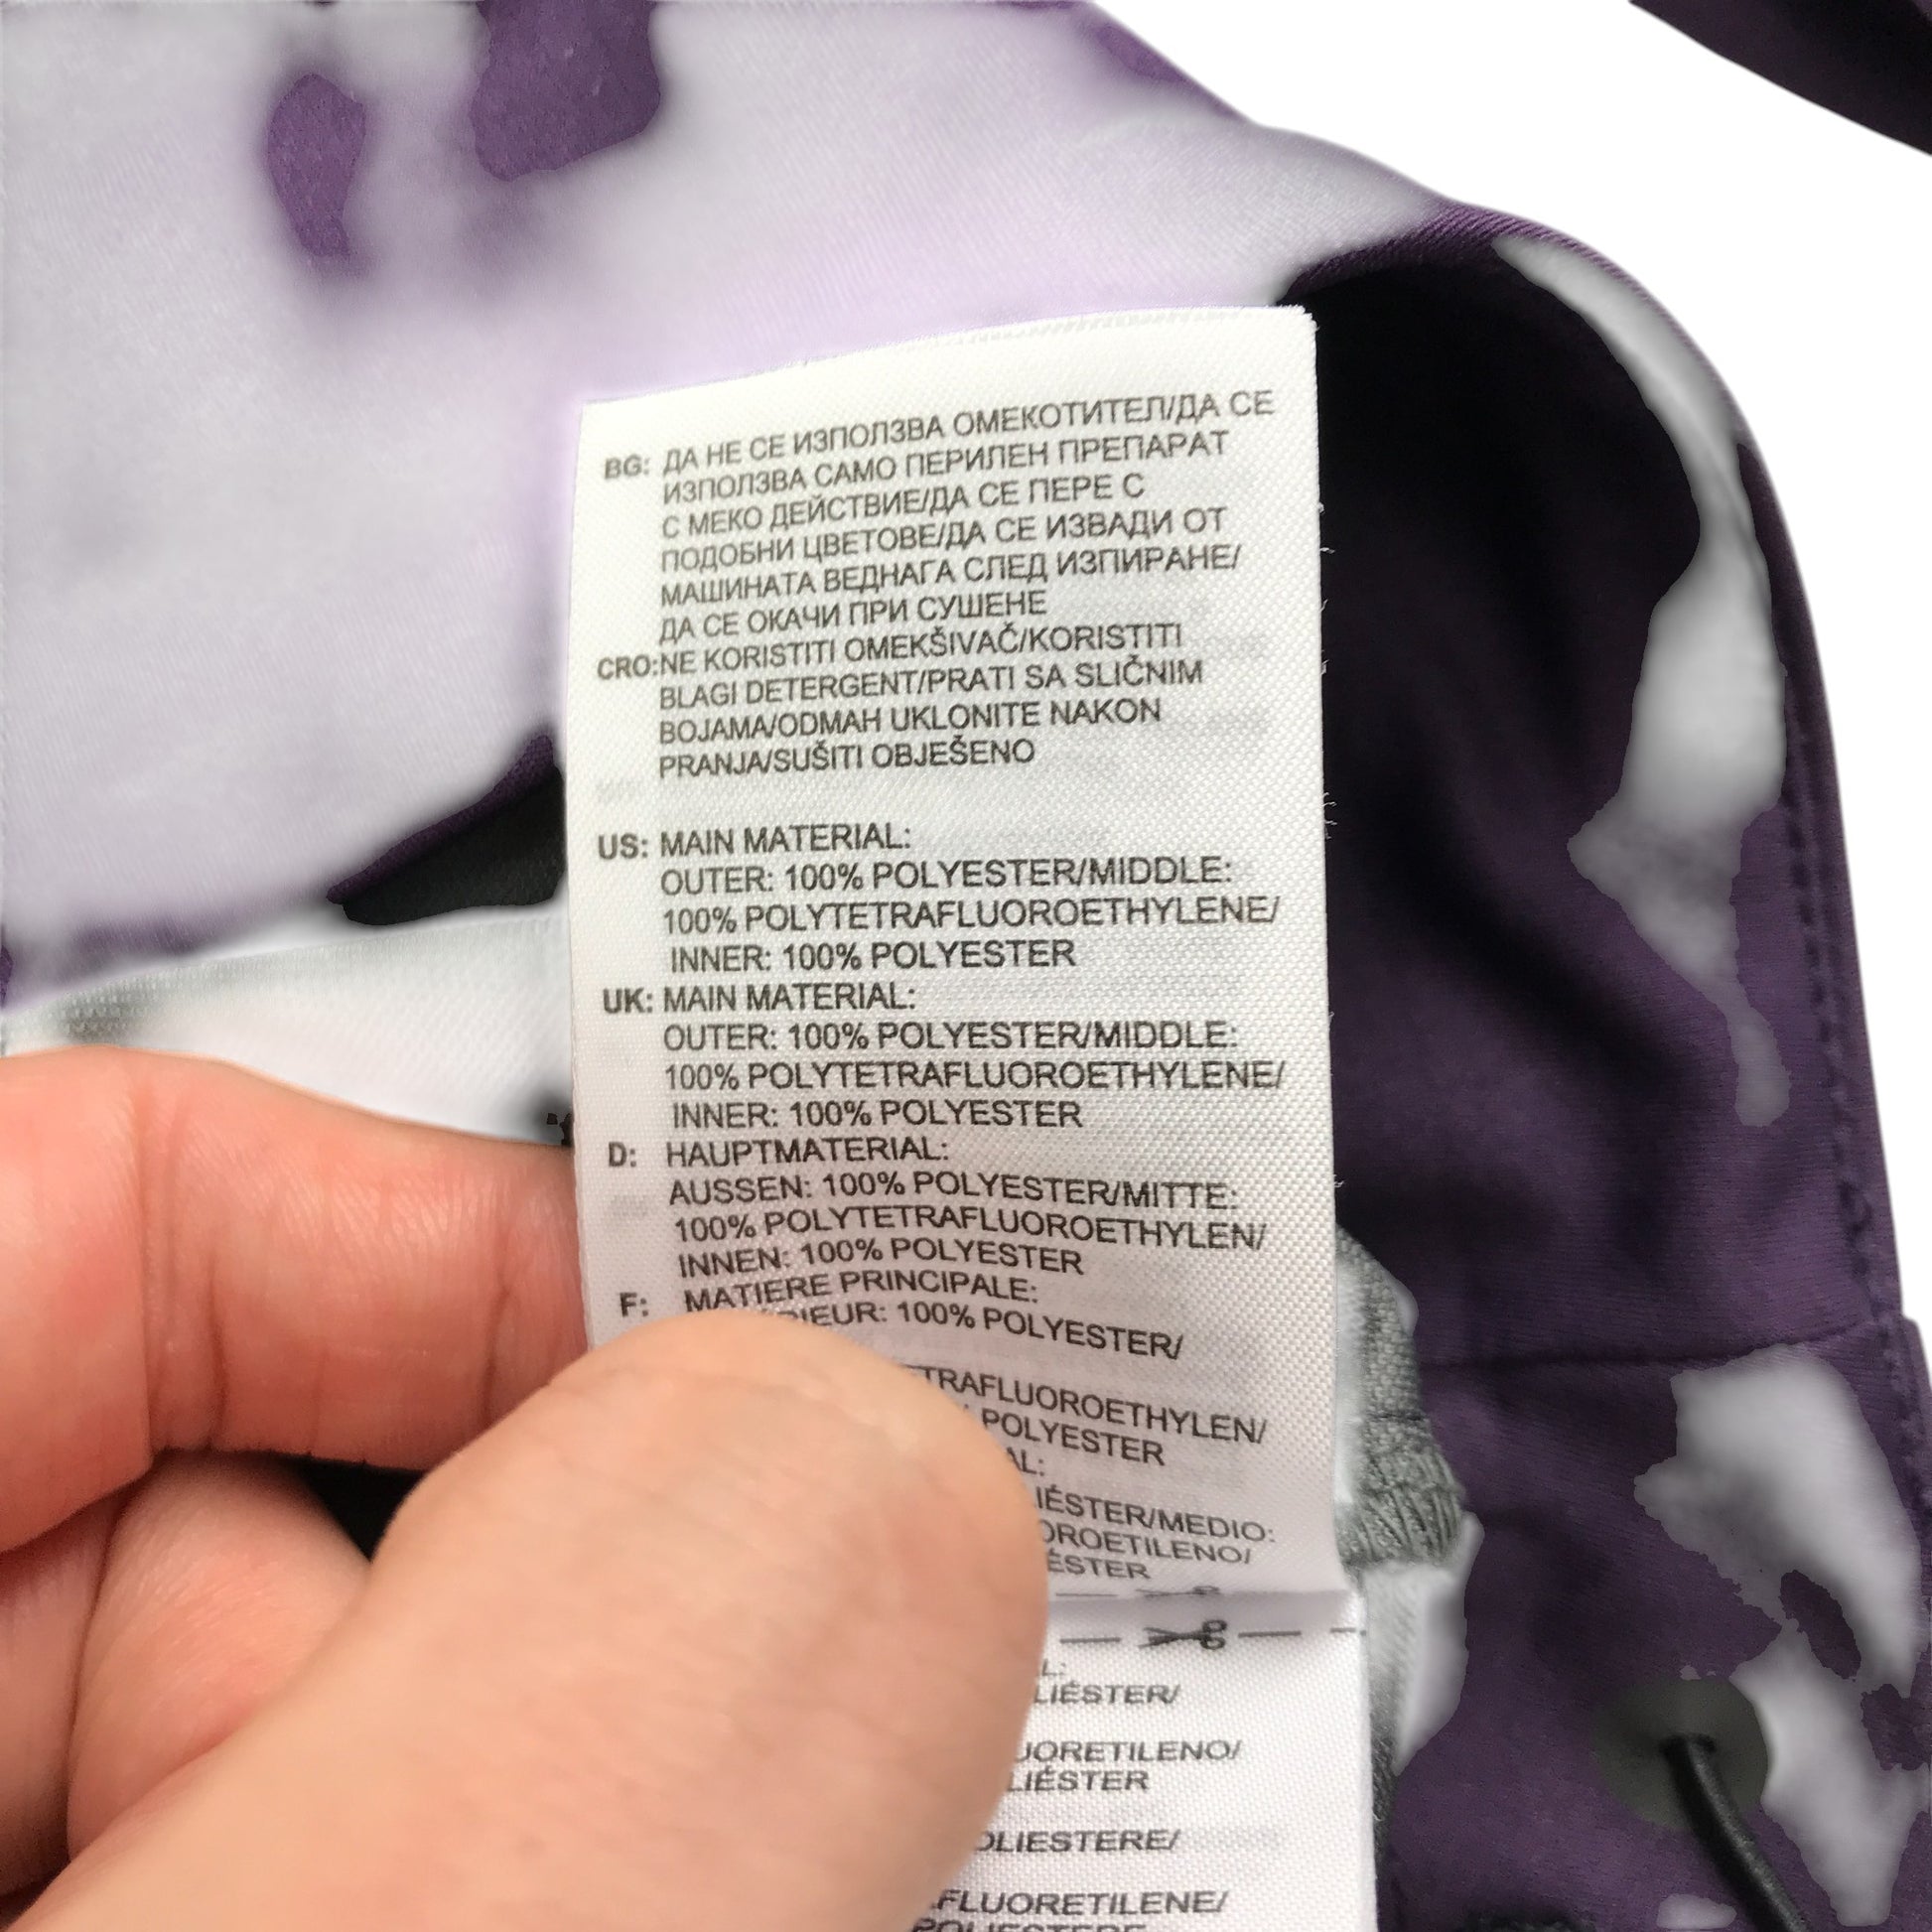 BG: ДА НЕ СЕ ИЗПОЛЗВА ОМЕКОТИТЕЛ/ДА СЕ
ИЗПОЛЗВА САМО ПЕРИЛЕН ПРЕПАРАТ
С МЕКО ДЕЙСТВИЕ/ДА СЕ ПЕРЕ С
ПОДОБНИ ЦВЕТОВЕ/ДА СЕ ИЗВАДИ ОТ
МАШИНАТА ВЕДНАГА СЛЕД ИЗПИРАНЕ/
ДА СЕ ОКАЧИ ПРИ СУШЕНЕ
CRO:NE KORISTITI OMEKŠIVAČ/KORISTITI
BLAGI DETERGENT/PRATI SA SLIČNIM
BOJAMA/ODMAH UKLONITE NAKON
PRANJA/SUŠITI OBJEŠENO
US: MAIN MATERIAL:
OUTER: 100% POLYESTER/MIDDLE:
100% POLYTETRAFLUOROETHYLENE/
INNER: 100% POLYESTER
UK: MAIN MATERIAL:
OUTER: 100% POLYESTER/MIDDLE:
100% POLYTETRAFLUOROETHYLENE/
INNER: 100% POLYESTER
D: HAUPTMATERIAL:
AUSSEN: 100% POLYESTER/MITTE:
100% POLYTETRAFLUOROETHYLEN/
INNEN: 100% POLYESTER
F: MATIERE PRINCIPALE:
RIEUR: 100% POLYESTER/
TRAFLUOROETHYLEN/
POLYESTER
AL:
IÉSTER/MEDIO:
OROETILENO/
ÉSTER
L:
LIÉSTER/
UORETILENO/
LIÉSTER
OLIESTERE/
FLUORETILENE/